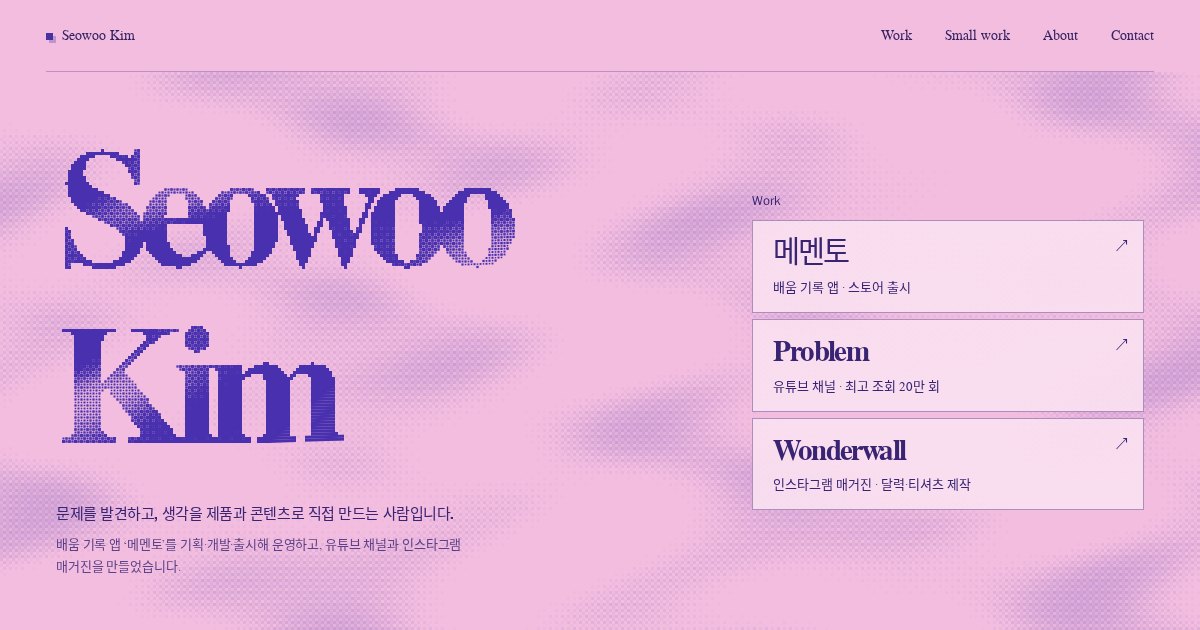 Seowoo Kim
Work
Small work
About
Contact
Seowoo
Kim
문제를 발견하고, 생각을 제품과 콘텐츠로 직접 만드는 사람입니다.
배움 기록 앱 ‘메멘토’를 기획·개발·출시해 운영하고, 유튜브 채널과 인스타그램
매거진을 만들었습니다.
Work
메멘토
↗
배움 기록 앱 · 스토어 출시
Problem
↗
유튜브 채널 · 최고 조회 20만 회
Wonderwall
↗
인스타그램 매거진 · 달력·티셔츠 제작